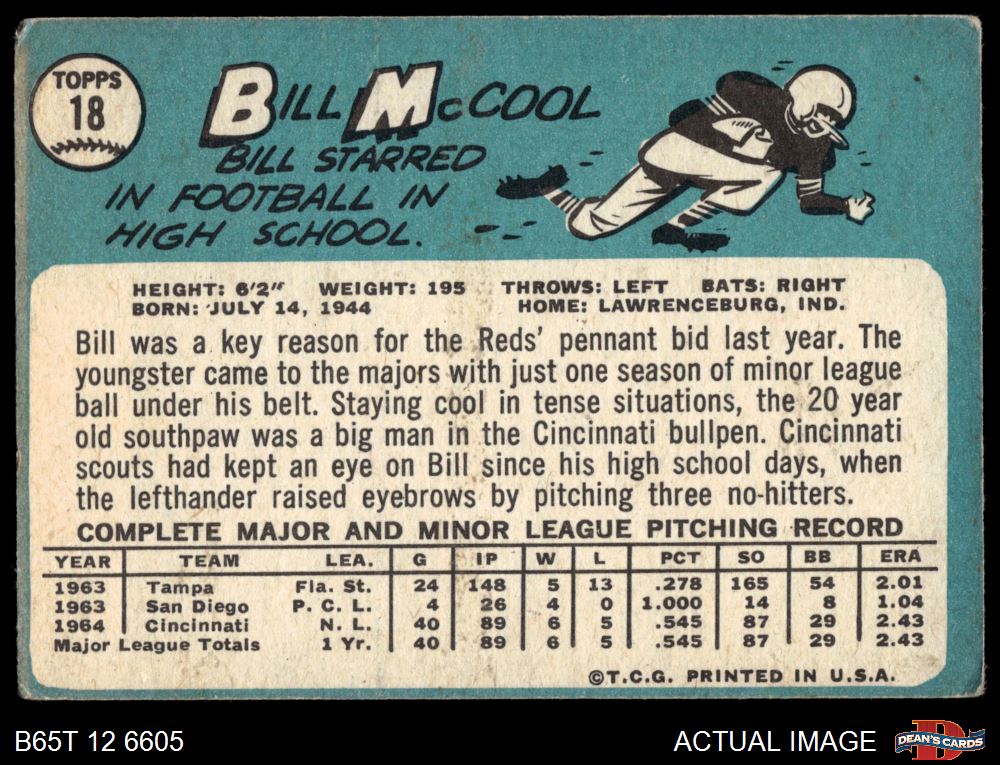 TOPPS
18
BILL McCOOL
BILL STARRED
IN FOOTBALL IN
HIGH SCHOOL.
HEIGHT: 6'2" WEIGHT: 195 THROWS: LEFT BATS: RIGHT
BORN: JULY 14, 1944 HOME: LAWRENCEBURG, IND.
Bill was a key reason for the Reds' pennant bid last year. The
youngster came to the majors with just one season of minor league
ball under his belt. Staying cool in tense situations, the 20 year
old southpaw was a big man in the Cincinnati bullpen. Cincinnati
scouts had kept an eye on Bill since his high school days, when
the lefthander raised eyebrows by pitching three no-hitters.
COMPLETE MAJOR AND MINOR LEAGUE PITCHING RECORD
YEAR TEAM LEA. G IP W L PCT SO BB ERA
1963 Tampa Fla. St. 24 148 5 13 .278 165 54 2.01
1963 San Diego P. C. L. 4 26 4 0 1.000 14 8 1.04
1964 Cincinnati N. L. 40 89 6 5 .545 87 29 2.43
Major League Totals 1 Yr. 40 89 6 5 .545 87 29 2.43
©T.C.G. PRINTED IN U.S.A.
B65T 12 6605 ACTUAL IMAGE DEAN'S CARDS